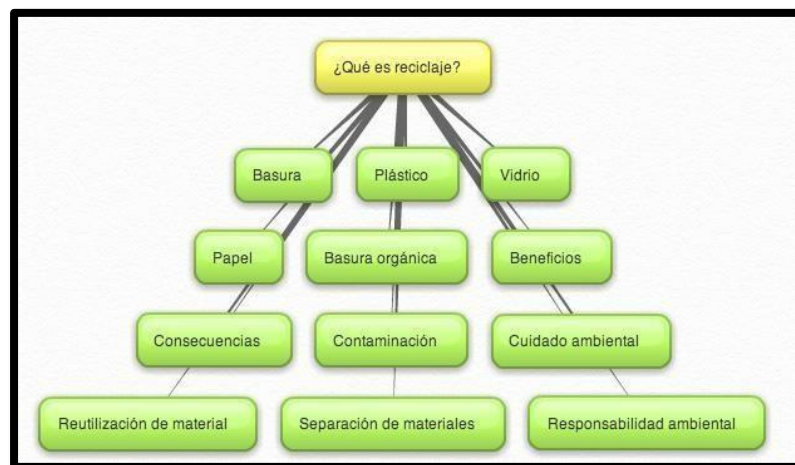 ¿Qué es reciclaje?
Basura
Plástico
Vidrio
Papel
Basura orgánica
Beneficios
Consecuencias
Contaminación
Cuidado ambiental
Reutilización de material
Separación de materiales
Responsabilidad ambiental